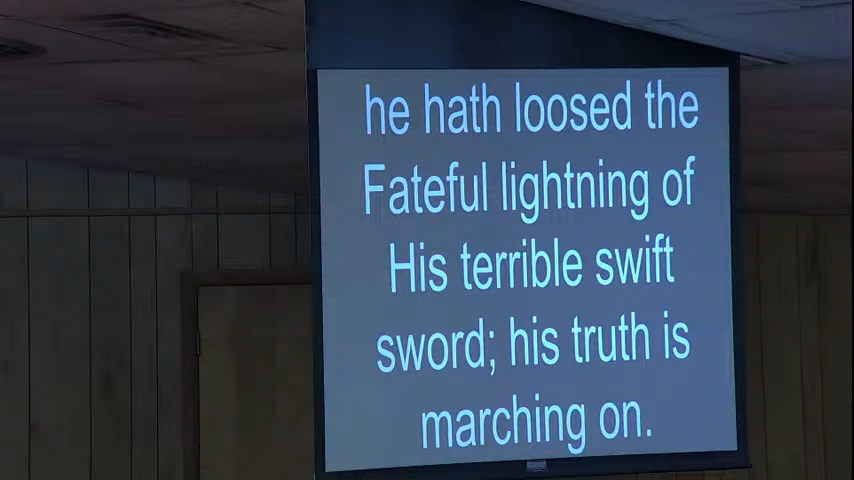 he hath loosed the
Fateful lightning of
His terrible swift
sword; his truth is
marching on.